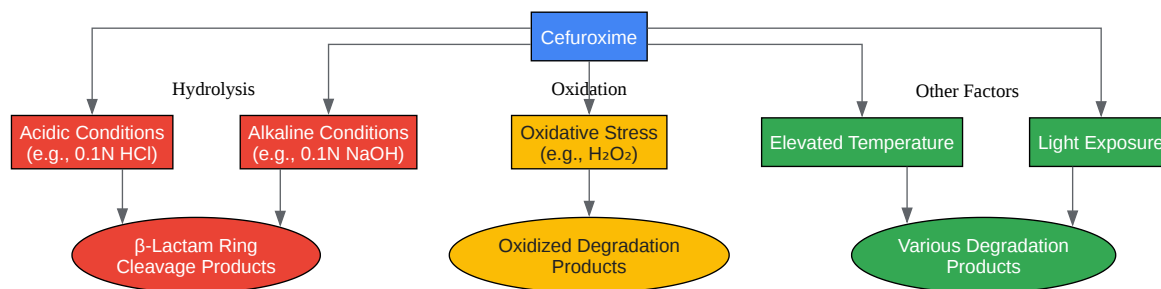 Cefuroxime
Hydrolysis
Oxidation
Other Factors
Acidic Conditions
(e.g., 0.1N HCl)
Alkaline Conditions
(e.g., 0.1N NaOH)
Oxidative Stress
(e.g., H₂O₂)
Elevated Temperature
Light Exposure
β-Lactam Ring
Cleavage Products
Oxidized Degradation
Products
Various Degradation
Products